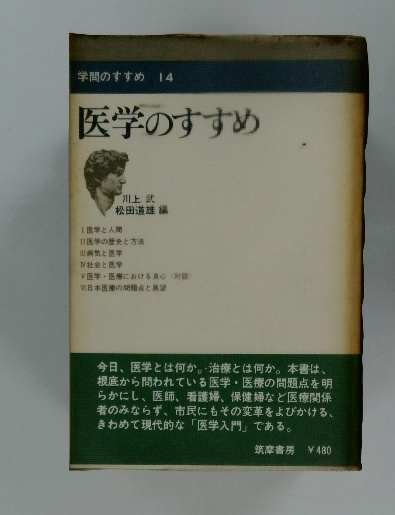 学問のすすめ 14
医学のすすめ
川上 武
松田道雄 編
I 医学と人間
II 医学の歴史と方法
III 病気と医学
IV 社会と医学
V 医学・医療における良心〈対談〉
VI 日本医療の問題点と展望
今日、医学とは何か。治療とは何か。本書は、
根底から問われている医学・医療の問題点を明
らかにし、医師、看護婦、保健婦など医療関係
者のみならず、市民にもその変革をよびかける、
きわめて現代的な「医学入門」である。
筑摩書房 ￥480